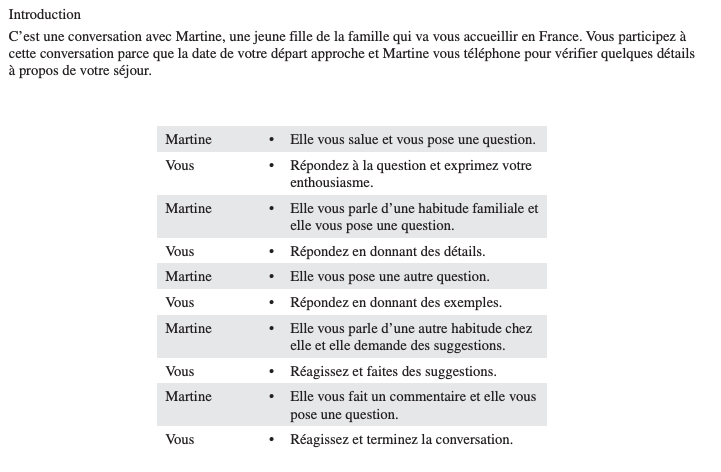 Introduction
C’est une conversation avec Martine, une jeune fille de la famille qui va vous accueillir en France. Vous participez à
cette conversation parce que la date de votre départ approche et Martine vous téléphone pour vérifier quelques détails
à propos de votre séjour.
Martine • Elle vous salue et vous pose une question.
Vous • Répondez à la question et exprimez votre
enthousiasme.
Martine • Elle vous parle d’une habitude familiale et
elle vous pose une question.
Vous • Répondez en donnant des détails.
Martine • Elle vous pose une autre question.
Vous • Répondez en donnant des exemples.
Martine • Elle vous parle d’une autre habitude chez
elle et elle demande des suggestions.
Vous • Réagissez et faites des suggestions.
Martine • Elle vous fait un commentaire et elle vous
pose une question.
Vous • Réagissez et terminez la conversation.